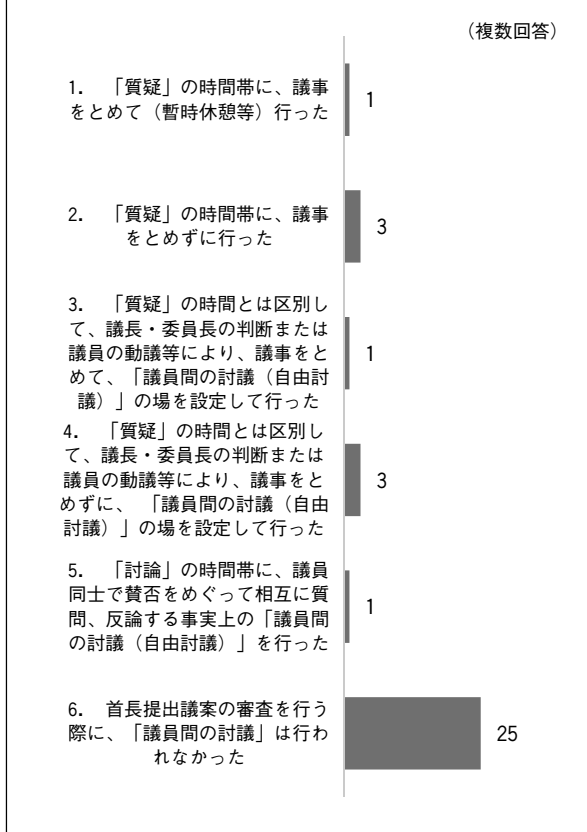 （複数回答）
1.　「質疑」の時間帯に、議事
をとめて（暫時休憩等）行った
1
2.　「質疑」の時間帯に、議事
をとめずに行った
3
3.　「質疑」の時間とは区別し
て、議長・委員長の判断または
議員の動議等により、議事をと
めて、「議員間の討議（自由討
議）」の場を設定して行った
1
4.　「質疑」の時間とは区別し
て、議長・委員長の判断または
議員の動議等により、議事をと
めずに、 「議員間の討議（自由
討議）」の場を設定して行った
3
5.　「討論」の時間帯に、議員
同士で賛否をめぐって相互に質
問、反論する事実上の「議員間
の討議（自由討議）」を行った
1
6.　首長提出議案の審査を行う
際に、「議員間の討議」は行わ
れなかった
25